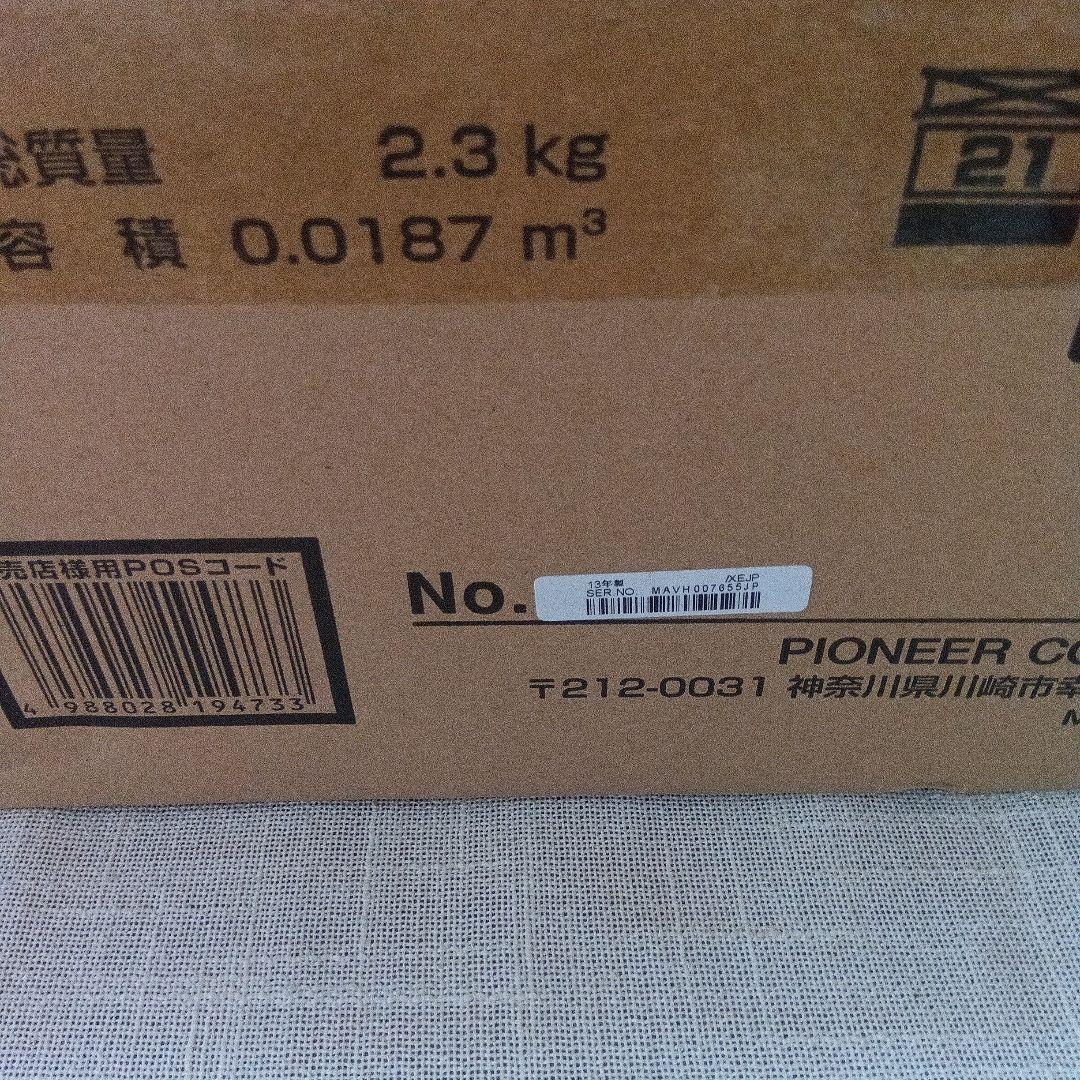 総質量 2.3 kg
容 積 0.0187 m³
21
売店様用POSコード
4 988028 194733
No.
13年製 /XEJP
SER.NO. MAVH007655JP
PIONEER CO
〒212-0031 神奈川県川崎市幸